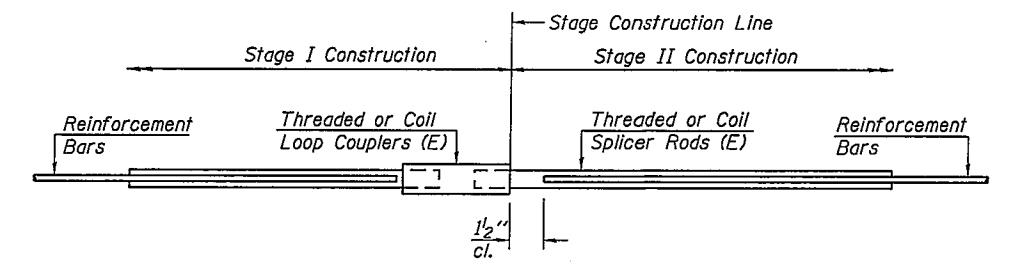 Stage Construction Line
Stage I Construction
Stage II Construction
Reinforcement
Bars
Threaded or Coil
Loop Couplers (E)
Threaded or Coil
Splicer Rods (E)
Reinforcement
Bars
1½"
cl.